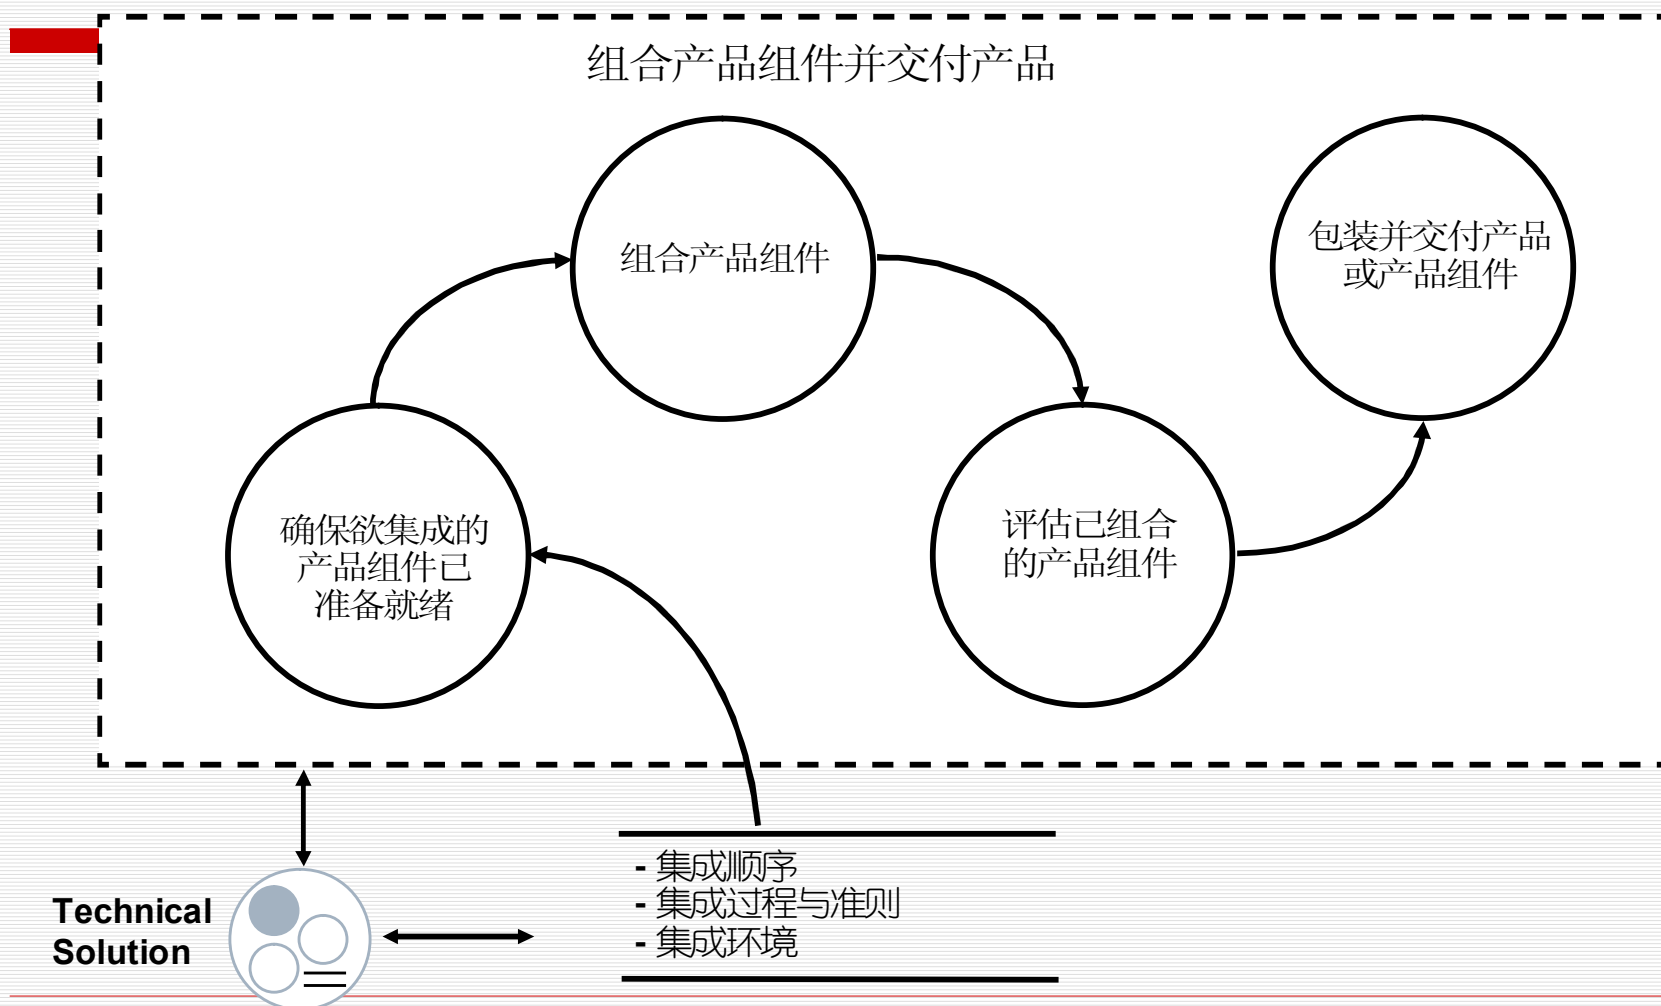 组合产品组件并交付产品
组合产品组件
包装并交付产品
或产品组件
确保欲集成的
产品组件已
准备就绪
评估已组合
的产品组件
- 集成顺序
- 集成过程与准则
- 集成环境
Technical
Solution